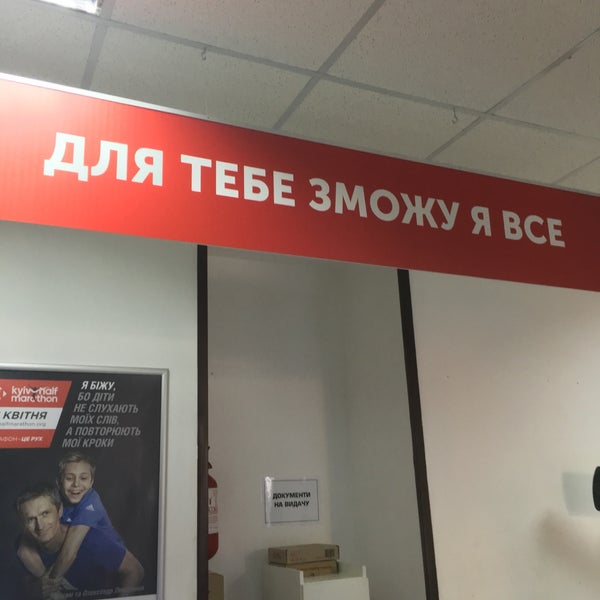 ДЛЯ ТЕБЕ ЗМОЖУ Я ВСЕ
kyiv half
marathon
КВІТНЯ
Я БІЖУ,
БО ДІТИ
НЕ СЛУХАЮТЬ
МОЇХ СЛІВ,
А ПОВТОРЮЮТЬ
МОЇ КРОКИ
ДОКУМЕНТИ
НА ВИДАЧУ